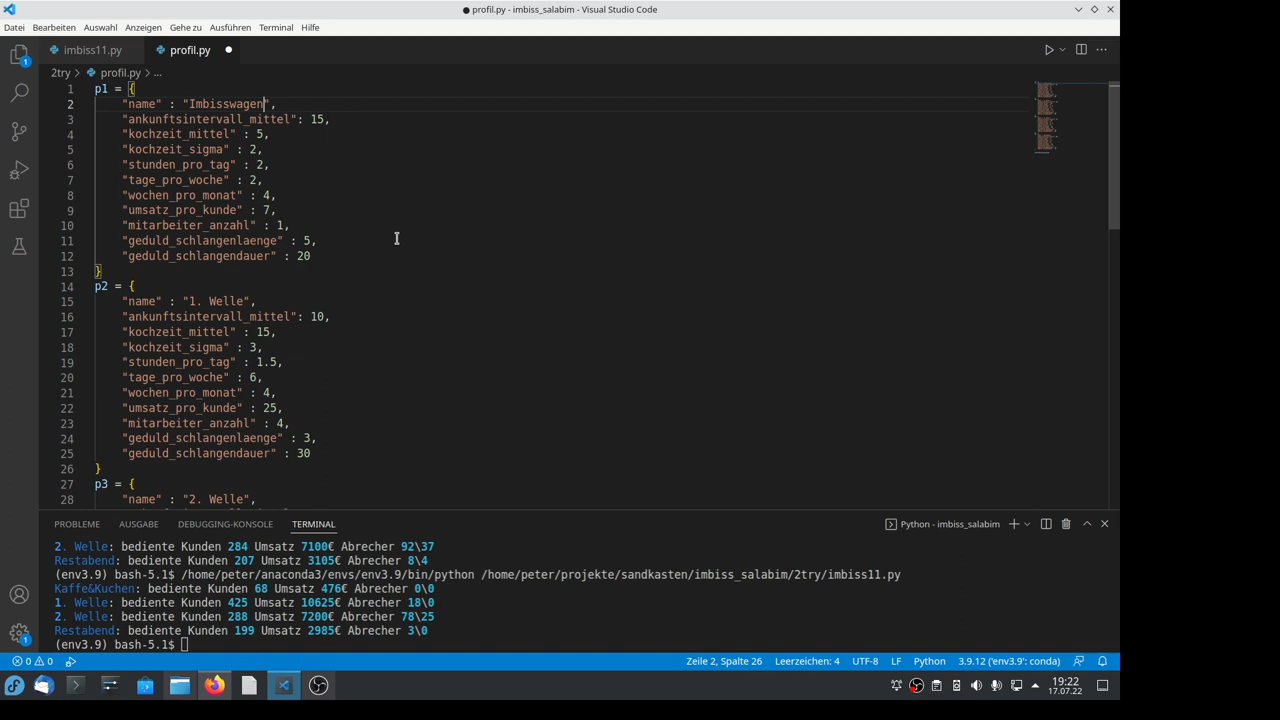 ● profil.py - imbiss_salabim - Visual Studio Code
Datei Bearbeiten Auswahl Anzeigen Gehe zu Ausführen Terminal Hilfe
imbiss11.py profil.py ●
2try > profil.py > ...
1 p1 = {
2 "name" : "Imbisswagen",
3 "ankunftsintervall_mittel": 15,
4 "kochzeit_mittel" : 5,
5 "kochzeit_sigma" : 2,
6 "stunden_pro_tag" : 2,
7 "tage_pro_woche" : 2,
8 "wochen_pro_monat" : 4,
9 "umsatz_pro_kunde" : 7,
10 "mitarbeiter_anzahl" : 1,
11 "geduld_schlangenlaenge" : 5,
12 "geduld_schlangendauer" : 20
13 }
14 p2 = {
15 "name" : "1. Welle",
16 "ankunftsintervall_mittel": 10,
17 "kochzeit_mittel" : 15,
18 "kochzeit_sigma" : 3,
19 "stunden_pro_tag" : 1.5,
20 "tage_pro_woche" : 6,
21 "wochen_pro_monat" : 4,
22 "umsatz_pro_kunde" : 25,
23 "mitarbeiter_anzahl" : 4,
24 "geduld_schlangenlaenge" : 3,
25 "geduld_schlangendauer" : 30
26 }
27 p3 = {
28 "name" : "2. Welle",
PROBLEME AUSGABE DEBUGGING-KONSOLE TERMINAL Python - imbiss_salabim
2. Welle: bediente Kunden 284 Umsatz 7100€ Abrecher 92\37
Restabend: bediente Kunden 207 Umsatz 3105€ Abrecher 8\4
(env3.9) bash-5.1$ /home/peter/anaconda3/envs/env3.9/bin/python /home/peter/projekte/sandkasten/imbiss_salabim/2try/imbiss11.py
Kaffe&Kuchen: bediente Kunden 68 Umsatz 476€ Abrecher 0\0
1. Welle: bediente Kunden 425 Umsatz 10625€ Abrecher 18\0
2. Welle: bediente Kunden 288 Umsatz 7200€ Abrecher 78\25
Restabend: bediente Kunden 199 Umsatz 2985€ Abrecher 3\0
(env3.9) bash-5.1$
0 0 Zeile 2, Spalte 26 Leerzeichen: 4 UTF-8 LF Python 3.9.12 ('env3.9': conda)
19:22
17.07.22